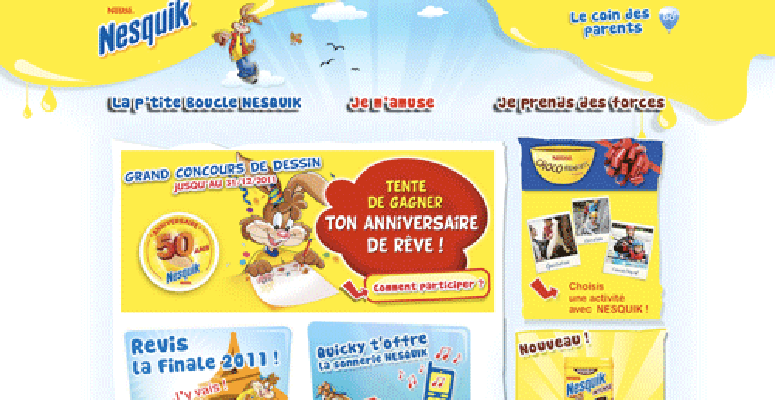 Nestlé
Nesquik
Le coin des
parents
La p'tite Boucle NESQUIK
Je m'amuse
Je prends des forces
GRAND CONCOURS DE DESSIN
JUSQU'AU 31/12/2011
ANNIVERSAIRE
50 ANS
Nesquik
TENTE
DE GAGNER
TON ANNIVERSAIRE
DE RÊVE !
Comment participer ?
Nestlé
Choisis
une activité
avec NESQUIK !
Revis
la finale 2011 !
J'y vais !
Quicky t'offre
la sonnerie NESQUIK
Nouveau !
Nesquik